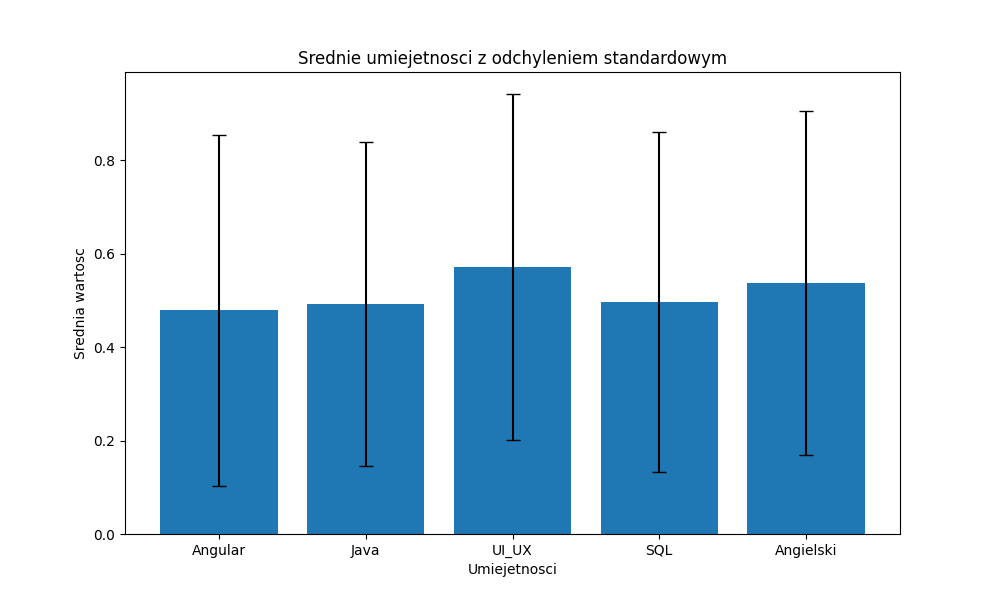 Srednie umiejetnosci z odchyleniem standardowym
Srednia wartosc
0.8
0.6
0.4
0.2
0.0
Angular Java UI_UX SQL Angielski
Umiejetnosci